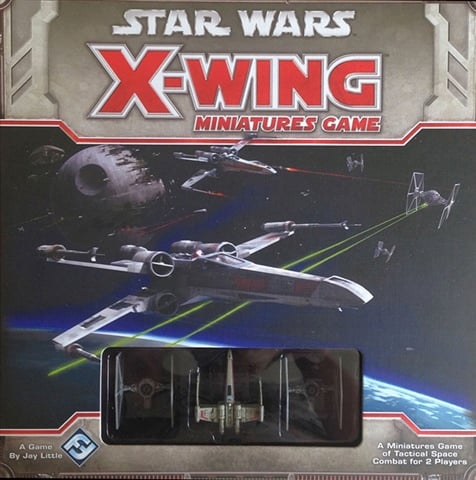 STAR WARS
X-WING
MINIATURES GAME
A Game
By Jay Little
A Miniatures Game
of Tactical Space
Combat for 2 Players